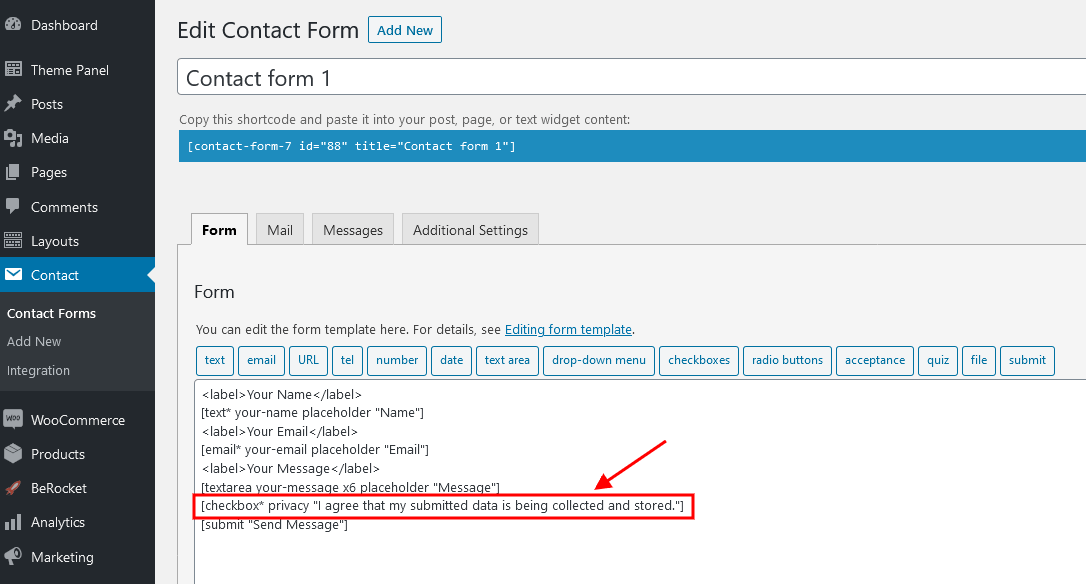 Dashboard
Theme Panel
Posts
Media
Pages
Comments
Layouts
Contact
Contact Forms
Add New
Integration
WOO WooCommerce
Products
BeRocket
Analytics
Marketing
Edit Contact Form Add New
Contact form 1
Copy this shortcode and paste it into your post, page, or text widget content:
[contact-form-7 id="88" title="Contact form 1"]
Form Mail Messages Additional Settings
Form
You can edit the form template here. For details, see Editing form template.
text email URL tel number date text area drop-down menu checkboxes radio buttons acceptance quiz file submit
<label>Your Name</label>
[text* your-name placeholder "Name"]
<label>Your Email</label>
[email* your-email placeholder "Email"]
<label>Your Message</label>
[textarea your-message x6 placeholder "Message"]
[checkbox* privacy "I agree that my submitted data is being collected and stored."]
[submit "Send Message"]